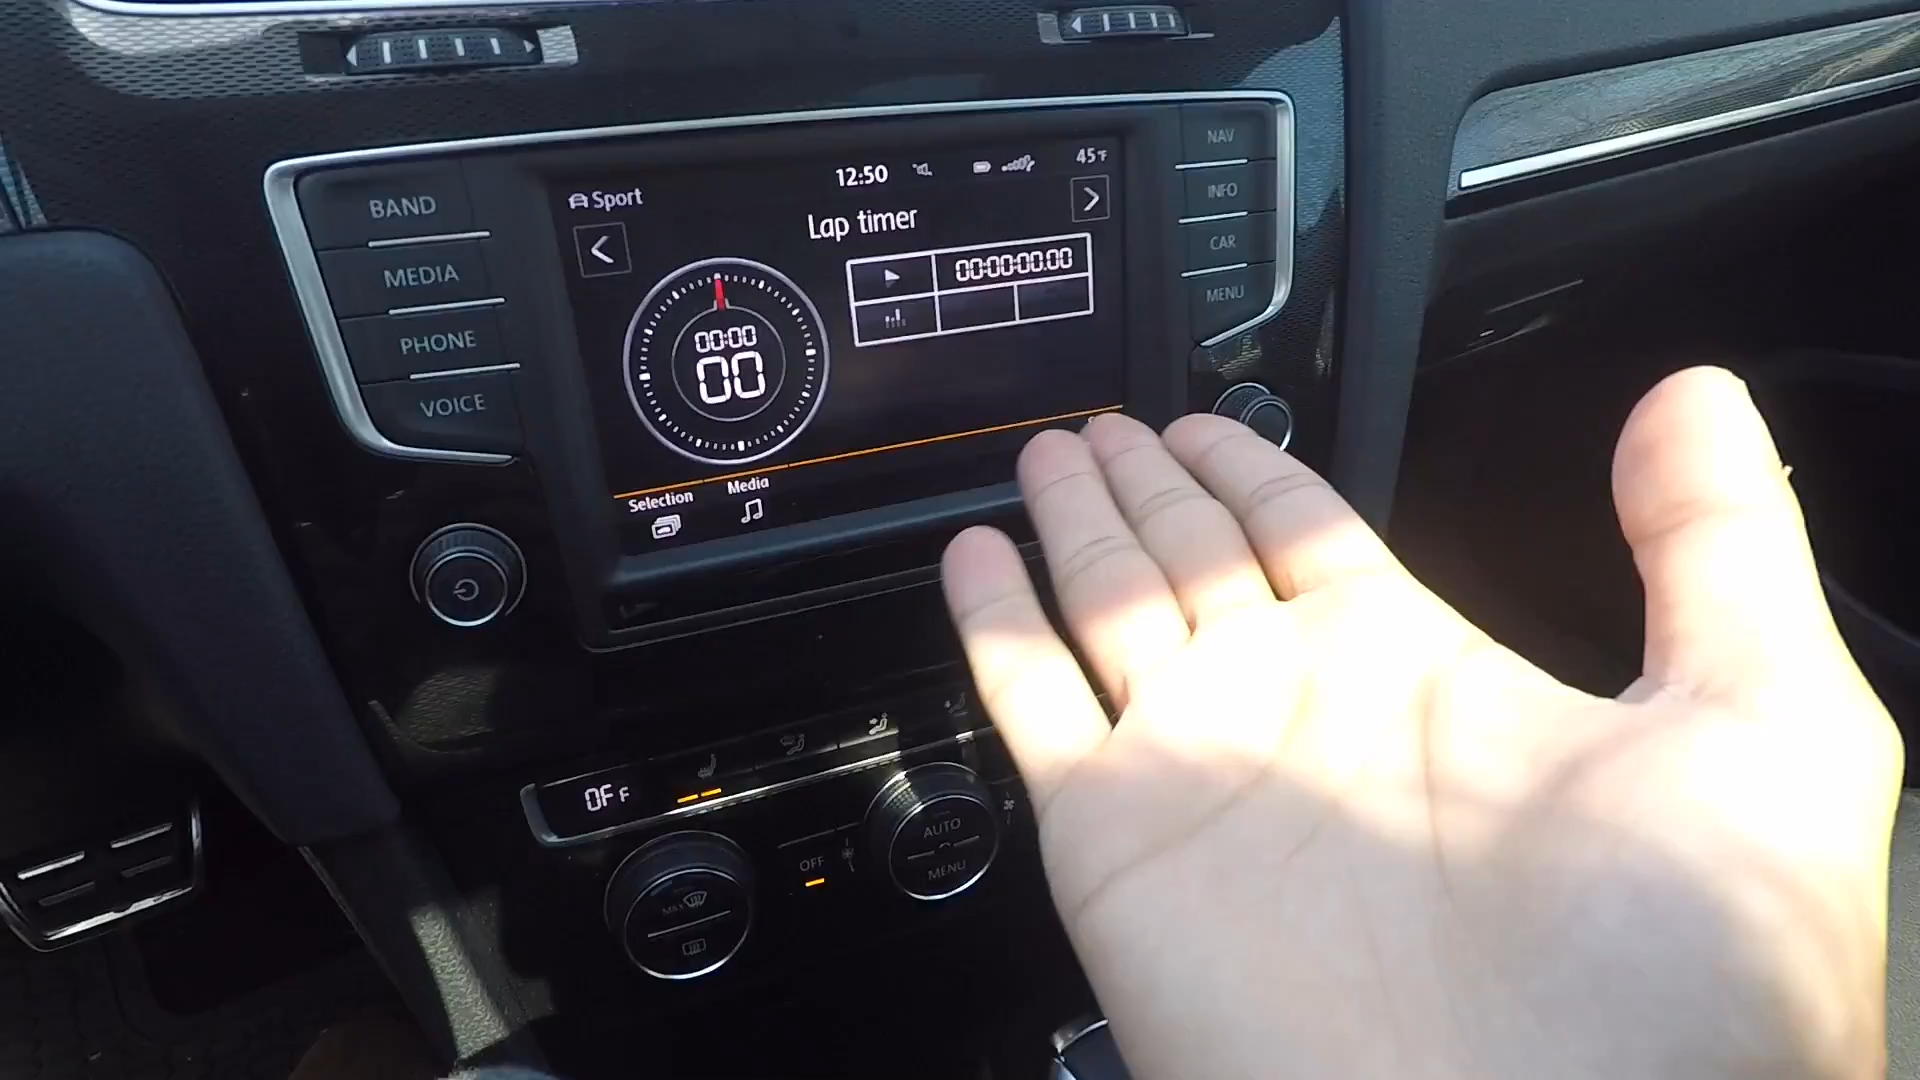 BAND
MEDIA
PHONE
VOICE
Sport
12:50
45°F
Lap timer
00:00
00
00:00:00.00
Selection
Media
NAV
INFO
CAR
MENU
OFF
OFF
MAX
AUTO
MENU